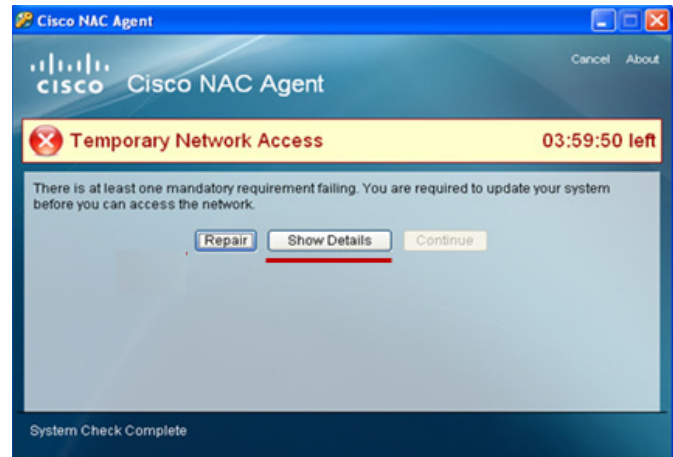 Cisco NAC Agent
Cancel About
CISCO Cisco NAC Agent
Temporary Network Access 03:59:50 left
There is at least one mandatory requirement failing. You are required to update your system
before you can access the network.
Repair Show Details Continue
System Check Complete